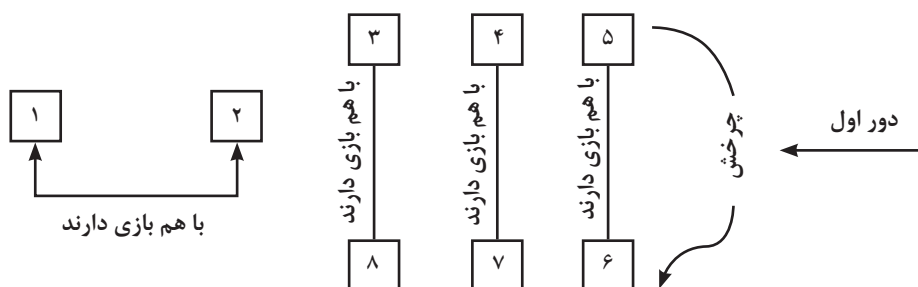 ۳ ۴ ۵
۱ ۲
با هم بازی دارند
با هم بازی دارند
با هم بازی دارند
با هم بازی دارند
چرخش
دور اول
۸ ۷ ۶